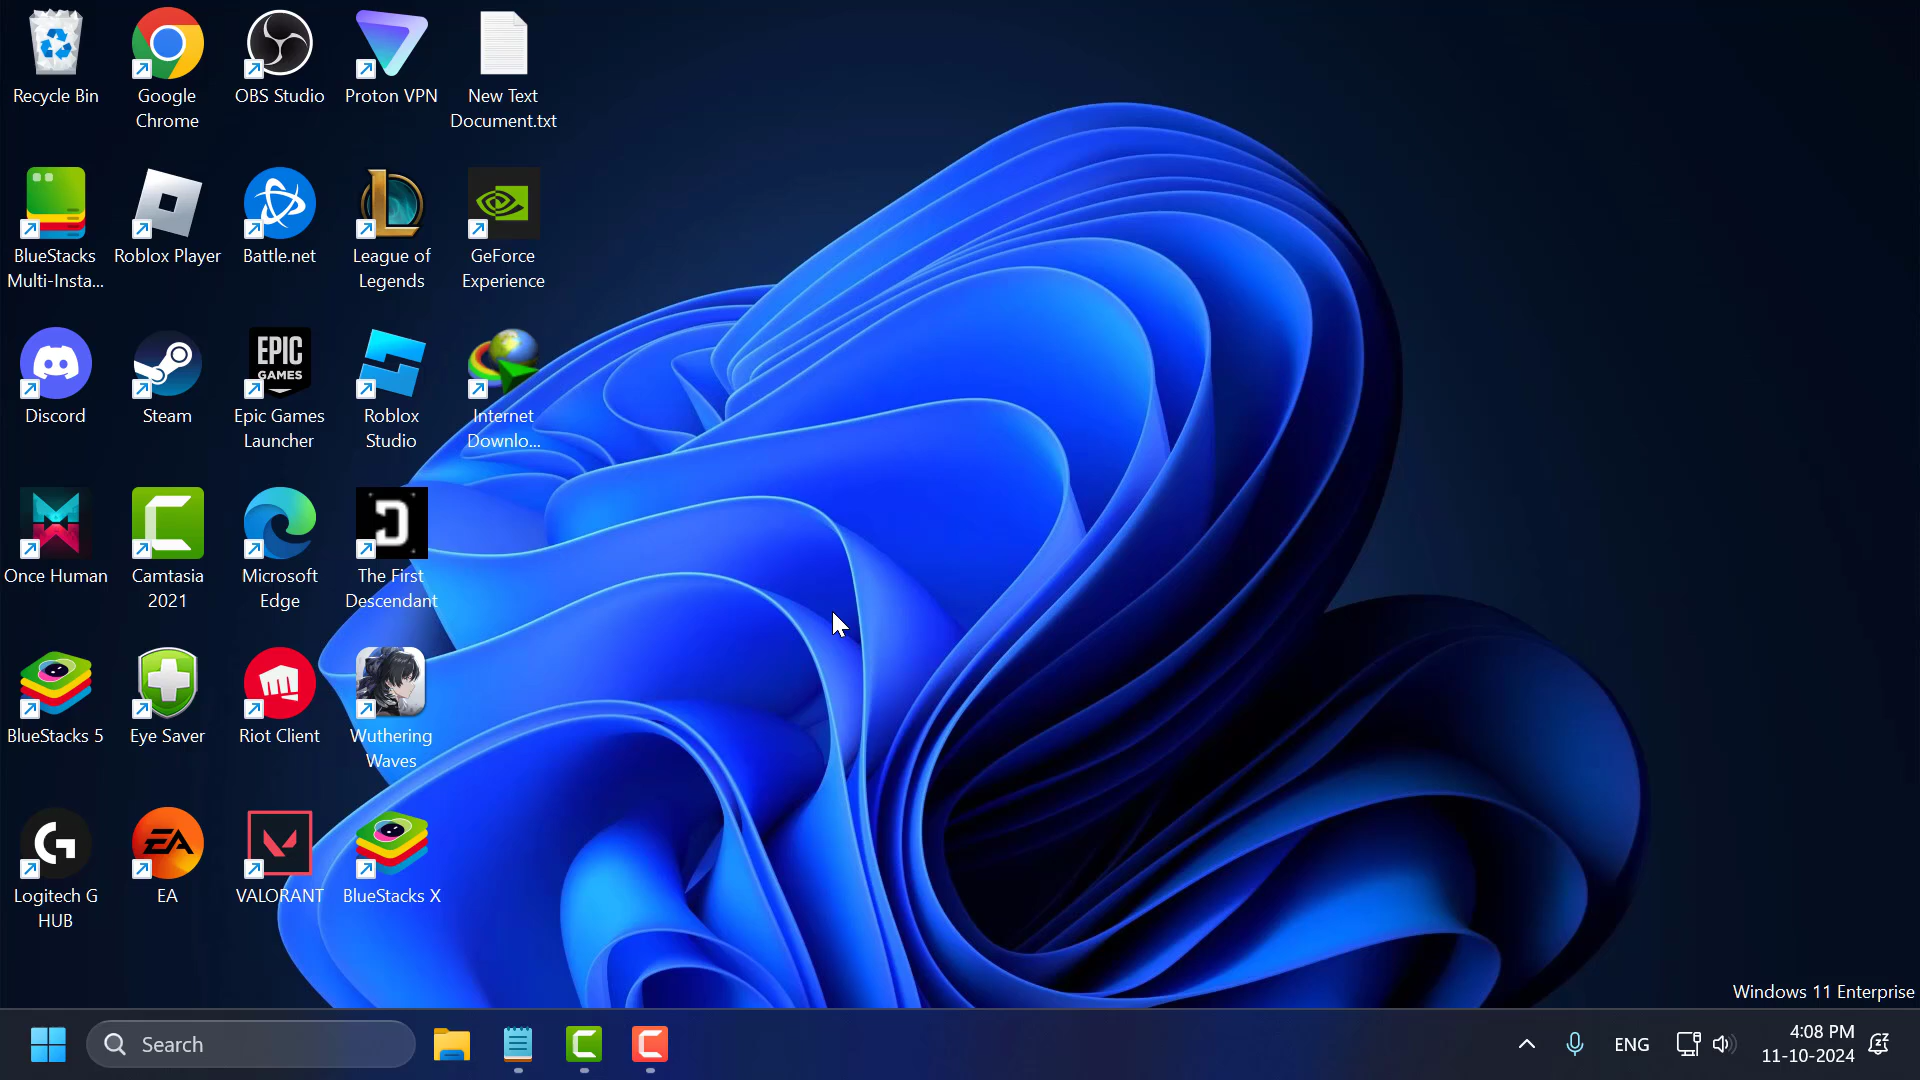 Recycle Bin
Google
Chrome
OBS Studio
Proton VPN
New Text
Document.txt
BlueStacks
Multi-Insta...
Roblox Player
Battle.net
League of
Legends
GeForce
Experience
Discord
Steam
EPIC
GAMES
Epic Games
Launcher
Roblox
Studio
Internet
Downlo...
Once Human
Camtasia
2021
Microsoft
Edge
The First
Descendant
BlueStacks 5
Eye Saver
Riot Client
Wuthering
Waves
Logitech G
HUB
EA
EA
VALORANT
BlueStacks X
Windows 11 Enterprise
Search
ENG
4:08 PM
11-10-2024